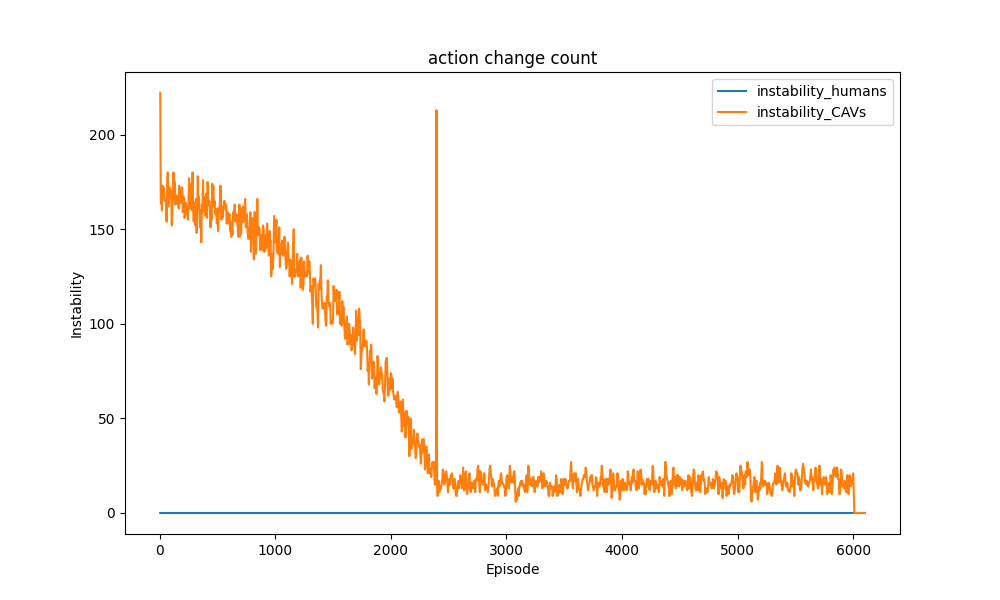 action change count
instability_humans
instability_CAVs
Instability
200
150
100
50
0
0 1000 2000 3000 4000 5000 6000
Episode